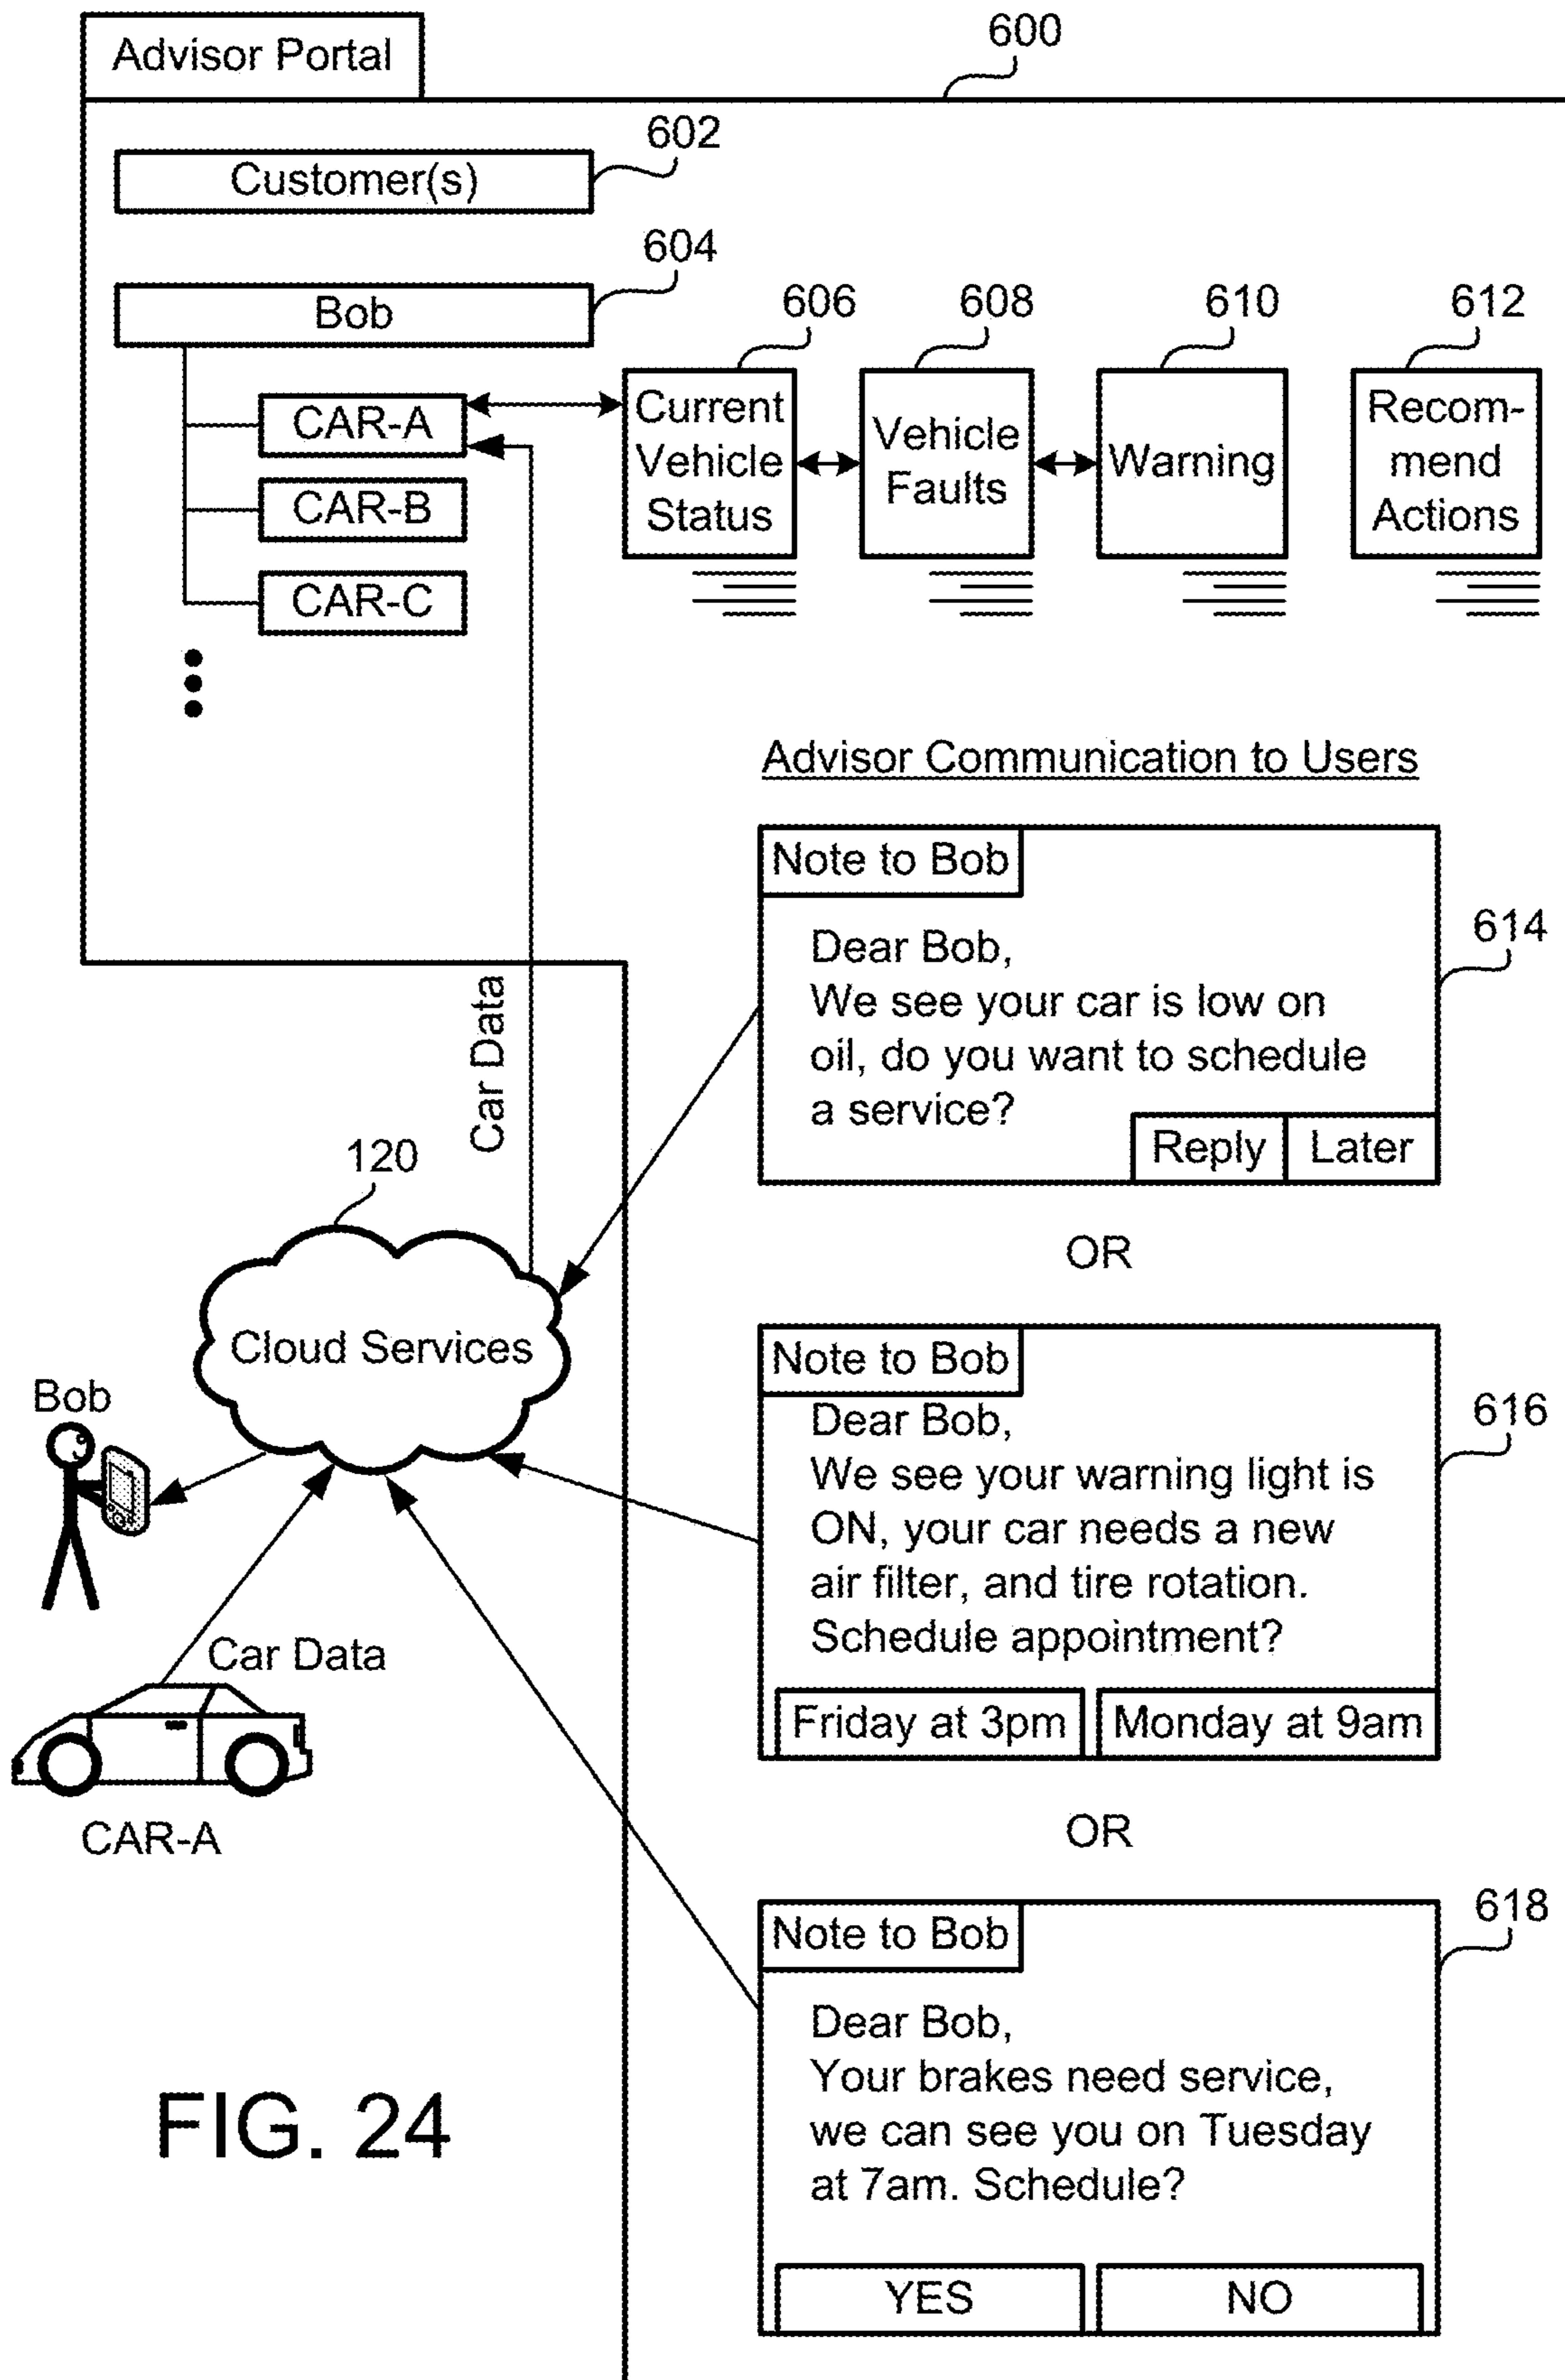 Advisor Portal
600
Customer(s)
602
Bob
604
CAR-A
CAR-B
CAR-C
606
Current
Vehicle
Status
608
Vehicle
Faults
610
Warning
612
Recom-
mend
Actions
Advisor Communication to Users
Note to Bob
614
Dear Bob,
We see your car is low on
oil, do you want to schedule
a service?
Reply
Later
OR
Note to Bob
616
Dear Bob,
We see your warning light is
ON, your car needs a new
air filter, and tire rotation.
Schedule appointment?
Friday at 3pm
Monday at 9am
OR
Note to Bob
618
Dear Bob,
Your brakes need service,
we can see you on Tuesday
at 7am. Schedule?
YES
NO
Car Data
120
Cloud Services
Bob
Car Data
CAR-A
FIG. 24